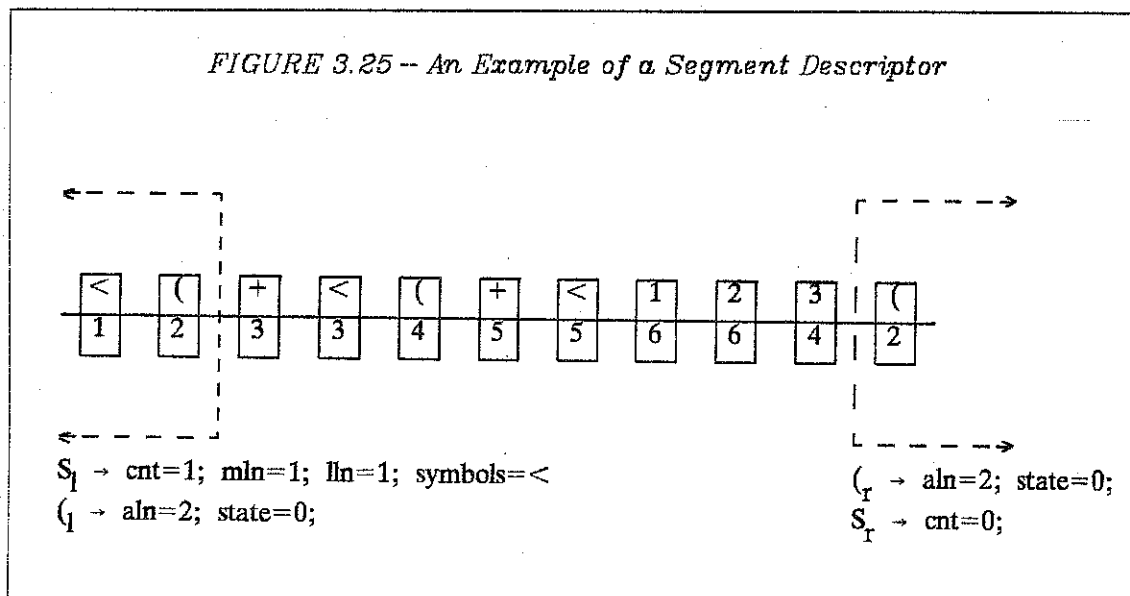 FIGURE 3.25 -- An Example of a Segment Descriptor
< ( + < ( + < 1 2 3 (
1 2 3 3 4 5 5 6 6 4 2
S_l → cnt=1; mln=1; lln=1; symbols=<
(_l → aln=2; state=0;
(_r → aln=2; state=0;
S_r → cnt=0;